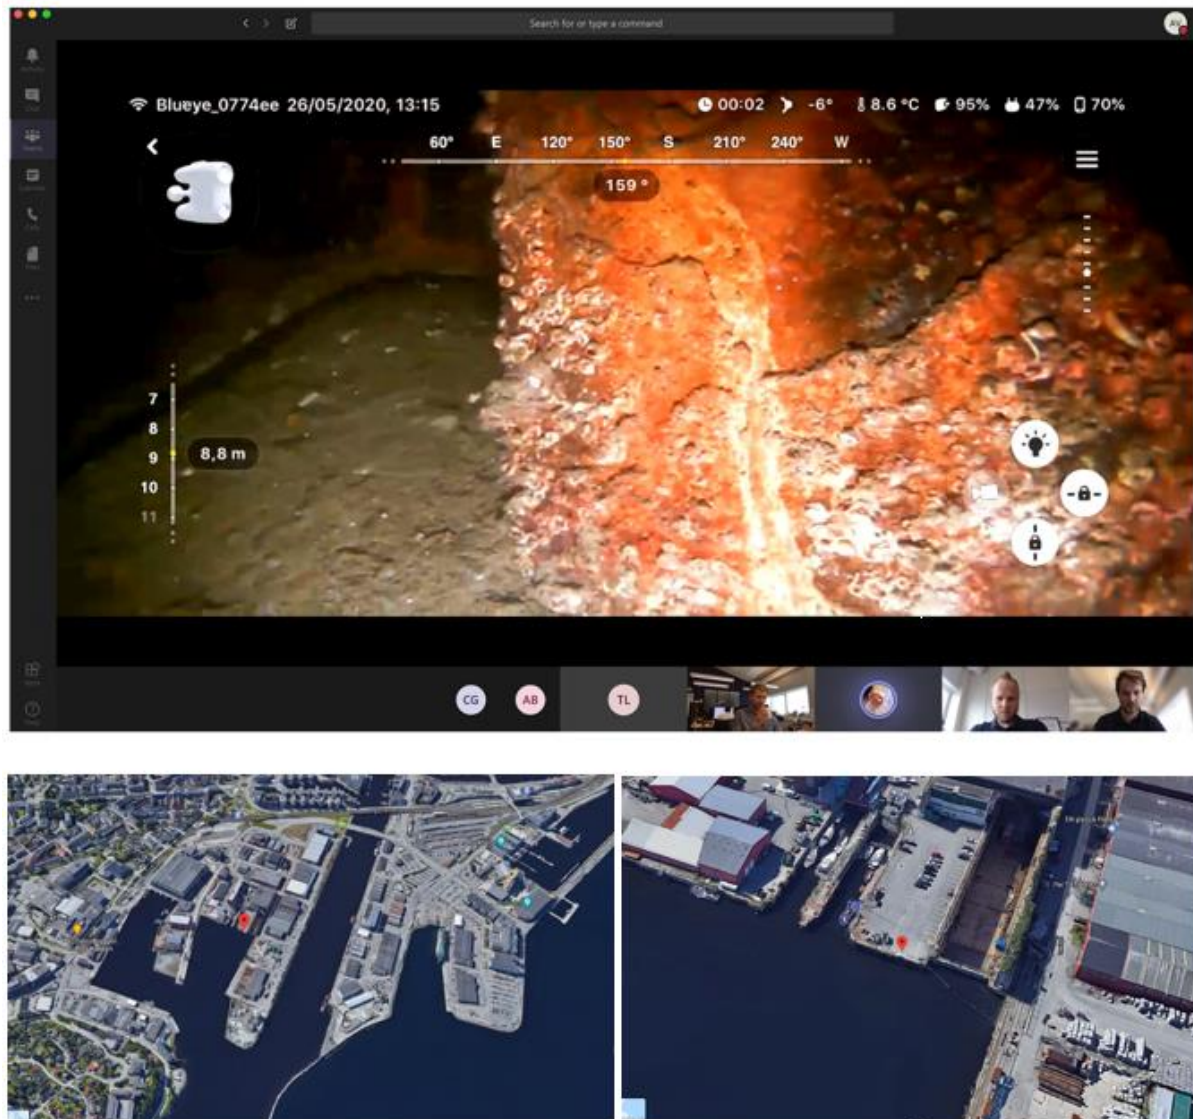 Search for or type a command
AV
Blueye_0774ee 26/05/2020, 13:15
00:02 -6° 8.6 °C 95% 47% 70%
60° E 120° 150° S 210° 240° W
159 °
7
8
9
8,8 m
10
11
CG AB TL